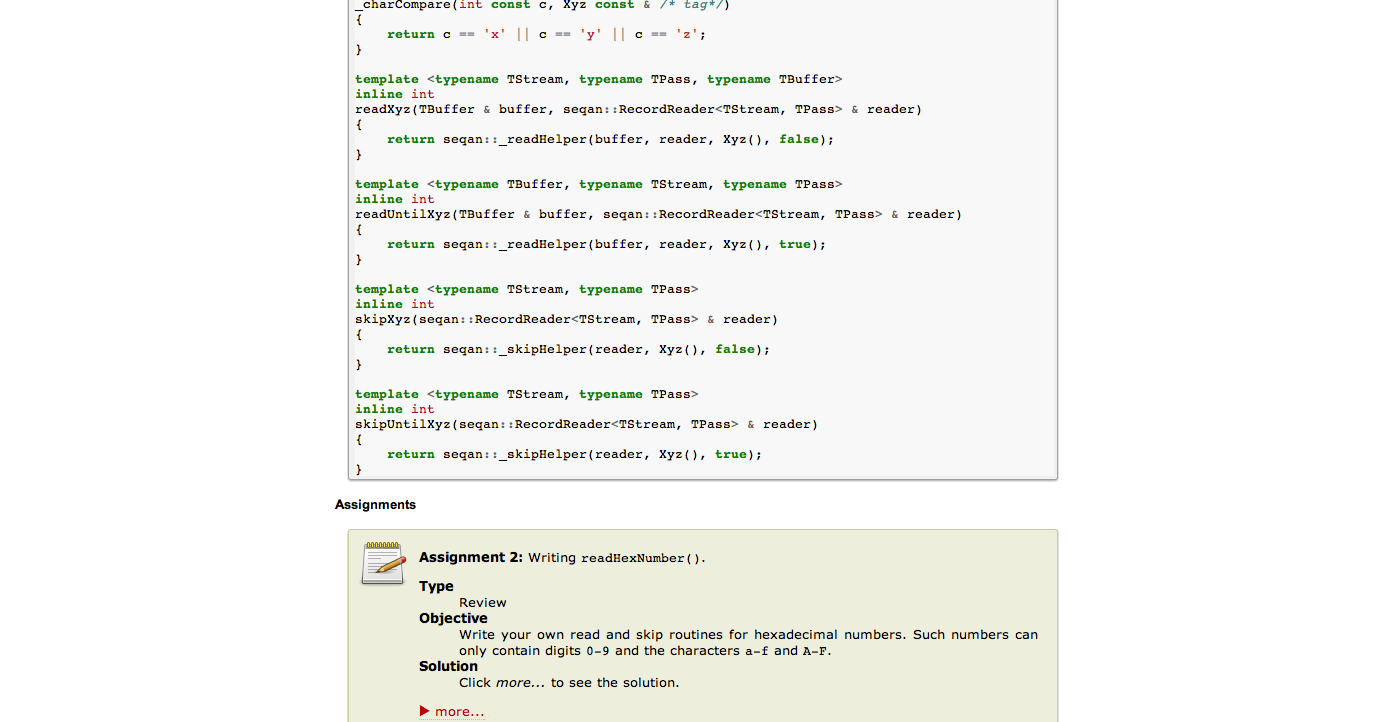 _charCompare(int const c, Xyz const & /* tag*/)
{
    return c == 'x' || c == 'y' || c == 'z';
}
template <typename TStream, typename TPass, typename TBuffer>
inline int
readXyz(TBuffer & buffer, seqan::RecordReader<TStream, TPass> & reader)
{
    return seqan::_readHelper(buffer, reader, Xyz(), false);
}
template <typename TBuffer, typename TStream, typename TPass>
inline int
readUntilXyz(TBuffer & buffer, seqan::RecordReader<TStream, TPass> & reader)
{
    return seqan::_readHelper(buffer, reader, Xyz(), true);
}
template <typename TStream, typename TPass>
inline int
skipXyz(seqan::RecordReader<TStream, TPass> & reader)
{
    return seqan::_skipHelper(reader, Xyz(), false);
}
template <typename TStream, typename TPass>
inline int
skipUntilXyz(seqan::RecordReader<TStream, TPass> & reader)
{
    return seqan::_skipHelper(reader, Xyz(), true);
}
Assignments
Assignment 2: Writing readHexNumber().
Type
Review
Objective
Write your own read and skip routines for hexadecimal numbers. Such numbers can
only contain digits 0-9 and the characters a-f and A-F.
Solution
Click more... to see the solution.
more...